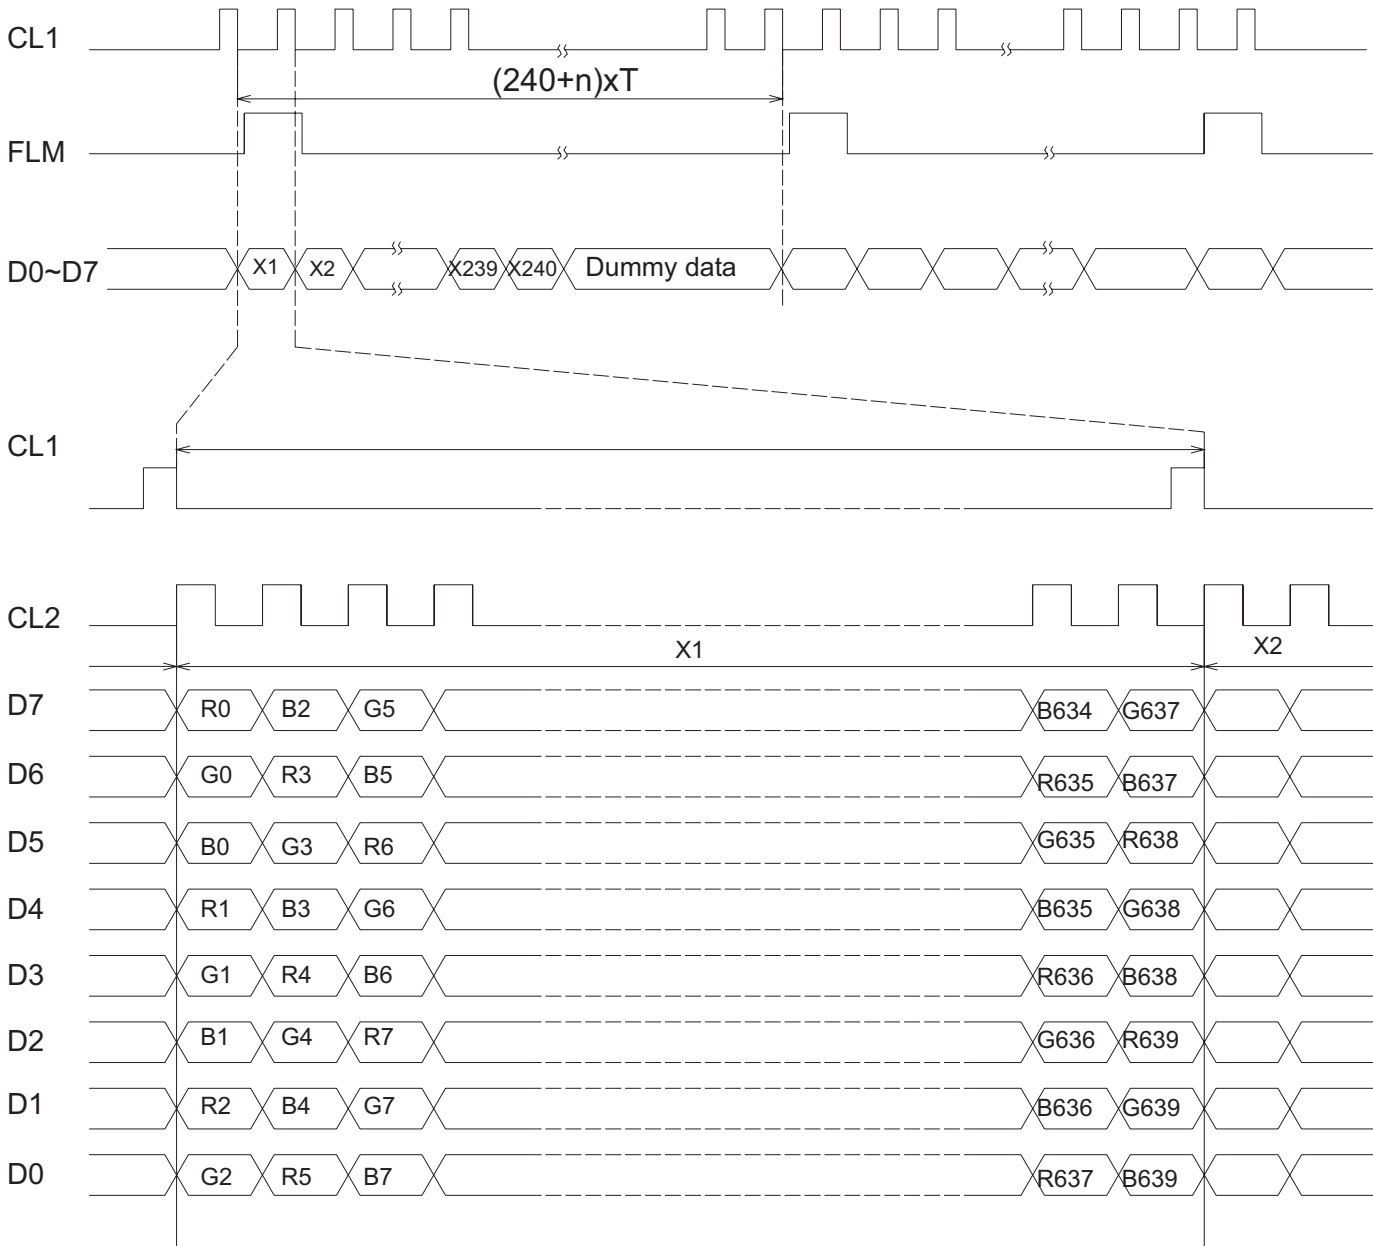 CL1
(240+n)xT
FLM
D0~D7 X1 X2 X239 X240 Dummy data
CL1
CL2
X1 X2
D7 R0 B2 G5 B634 G637
D6 G0 R3 B5 R635 B637
D5 B0 G3 R6 G635 R638
D4 R1 B3 G6 B635 G638
D3 G1 R4 B6 R636 B638
D2 B1 G4 R7 G636 R639
D1 R2 B4 G7 B636 G639
D0 G2 R5 B7 R637 B639